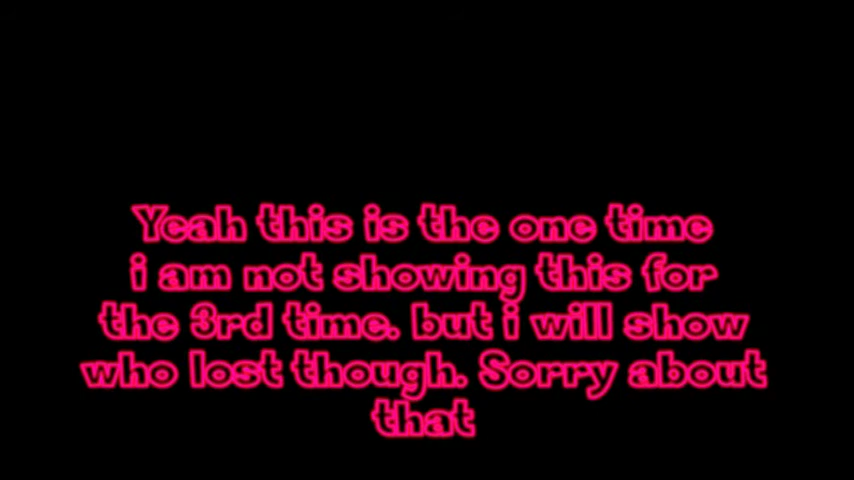 Yeah this is the one time
i am not showing this for
the 3rd time. but i will show
who lost though. Sorry about
that